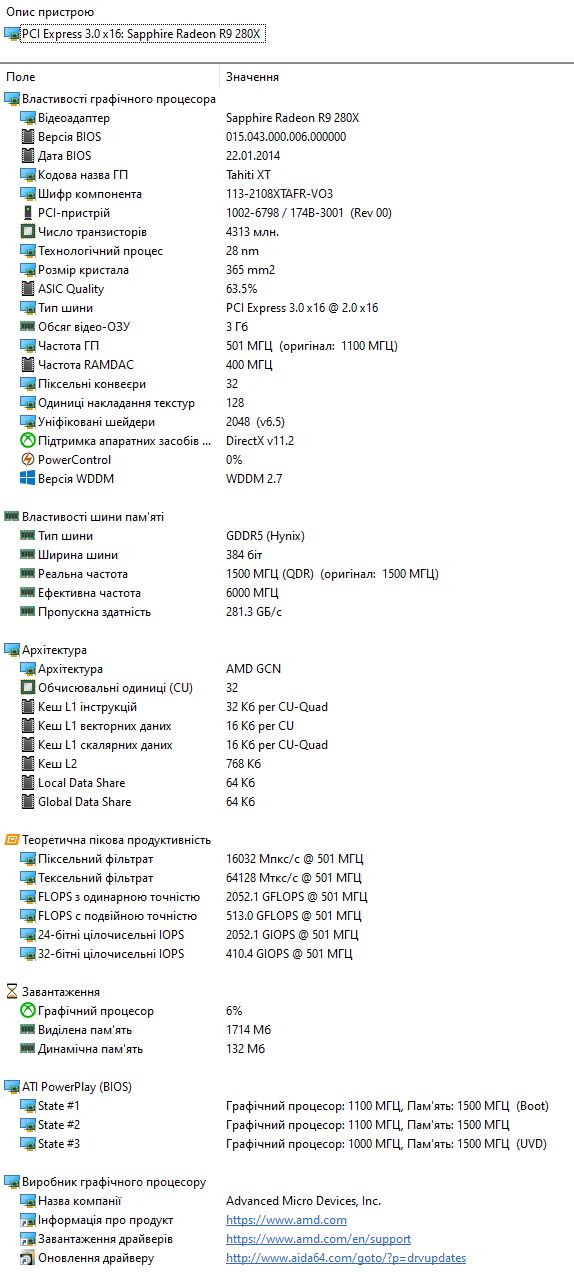 Опис пристрою
PCI Express 3.0 x16: Sapphire Radeon R9 280X
Поле Значення
Властивості графічного процесора
Відеоадаптер Sapphire Radeon R9 280X
Версія BIOS 015.043.000.006.000000
Дата BIOS 22.01.2014
Кодова назва ГП Tahiti XT
Шифр компонента 113-2108XTAFR-VO3
PCI-пристрій 1002-6798 / 174B-3001 (Rev 00)
Число транзисторів 4313 млн.
Технологічний процес 28 nm
Розмір кристала 365 mm2
ASIC Quality 63.5%
Тип шини PCI Express 3.0 x16 @ 2.0 x16
Обсяг відео-ОЗУ 3 Гб
Частота ГП 501 МГЦ (оригінал: 1100 МГЦ)
Частота RAMDAC 400 МГЦ
Піксельні конвеєри 32
Одиниці накладання текстур 128
Уніфіковані шейдери 2048 (v6.5)
Підтримка апаратних засобів ... DirectX v11.2
PowerControl 0%
Версія WDDM WDDM 2.7
Властивості шини пам'яті
Тип шини GDDR5 (Hynix)
Ширина шини 384 біт
Реальна частота 1500 МГЦ (QDR) (оригінал: 1500 МГЦ)
Ефективна частота 6000 МГЦ
Пропускна здатність 281.3 ГБ/с
Архітектура
Архітектура AMD GCN
Обчисювальні одиниці (CU) 32
Кеш L1 інструкцій 32 Кб per CU-Quad
Кеш L1 векторних даних 16 Кб per CU
Кеш L1 скалярних даних 16 Кб per CU-Quad
Кеш L2 768 Кб
Local Data Share 64 Кб
Global Data Share 64 Кб
Теоретична пікова продуктивність
Піксельний фільтрат 16032 Мпкс/с @ 501 МГЦ
Тексельний фільтрат 64128 Мткс/с @ 501 МГЦ
FLOPS з одинарною точністю 2052.1 GFLOPS @ 501 МГЦ
FLOPS с подвійною точністю 513.0 GFLOPS @ 501 МГЦ
24-бітні цілочисельні IOPS 2052.1 GIOPS @ 501 МГЦ
32-бітні цілочисельні IOPS 410.4 GIOPS @ 501 МГЦ
Завантаження
Графічний процесор 6%
Виділена пам'ять 1714 Мб
Динамічна пам'ять 132 Мб
ATI PowerPlay (BIOS)
State #1 Графічний процесор: 1100 МГЦ, Пам'ять: 1500 МГЦ (Boot)
State #2 Графічний процесор: 1100 МГЦ, Пам'ять: 1500 МГЦ
State #3 Графічний процесор: 1000 МГЦ, Пам'ять: 1500 МГЦ (UVD)
Виробник графічного процесору
Назва компанії Advanced Micro Devices, Inc.
Інформація про продукт https://www.amd.com
Завантаження драйверів https://www.amd.com/en/support
Оновлення драйверу http://www.aida64.com/goto/?p=drvupdates